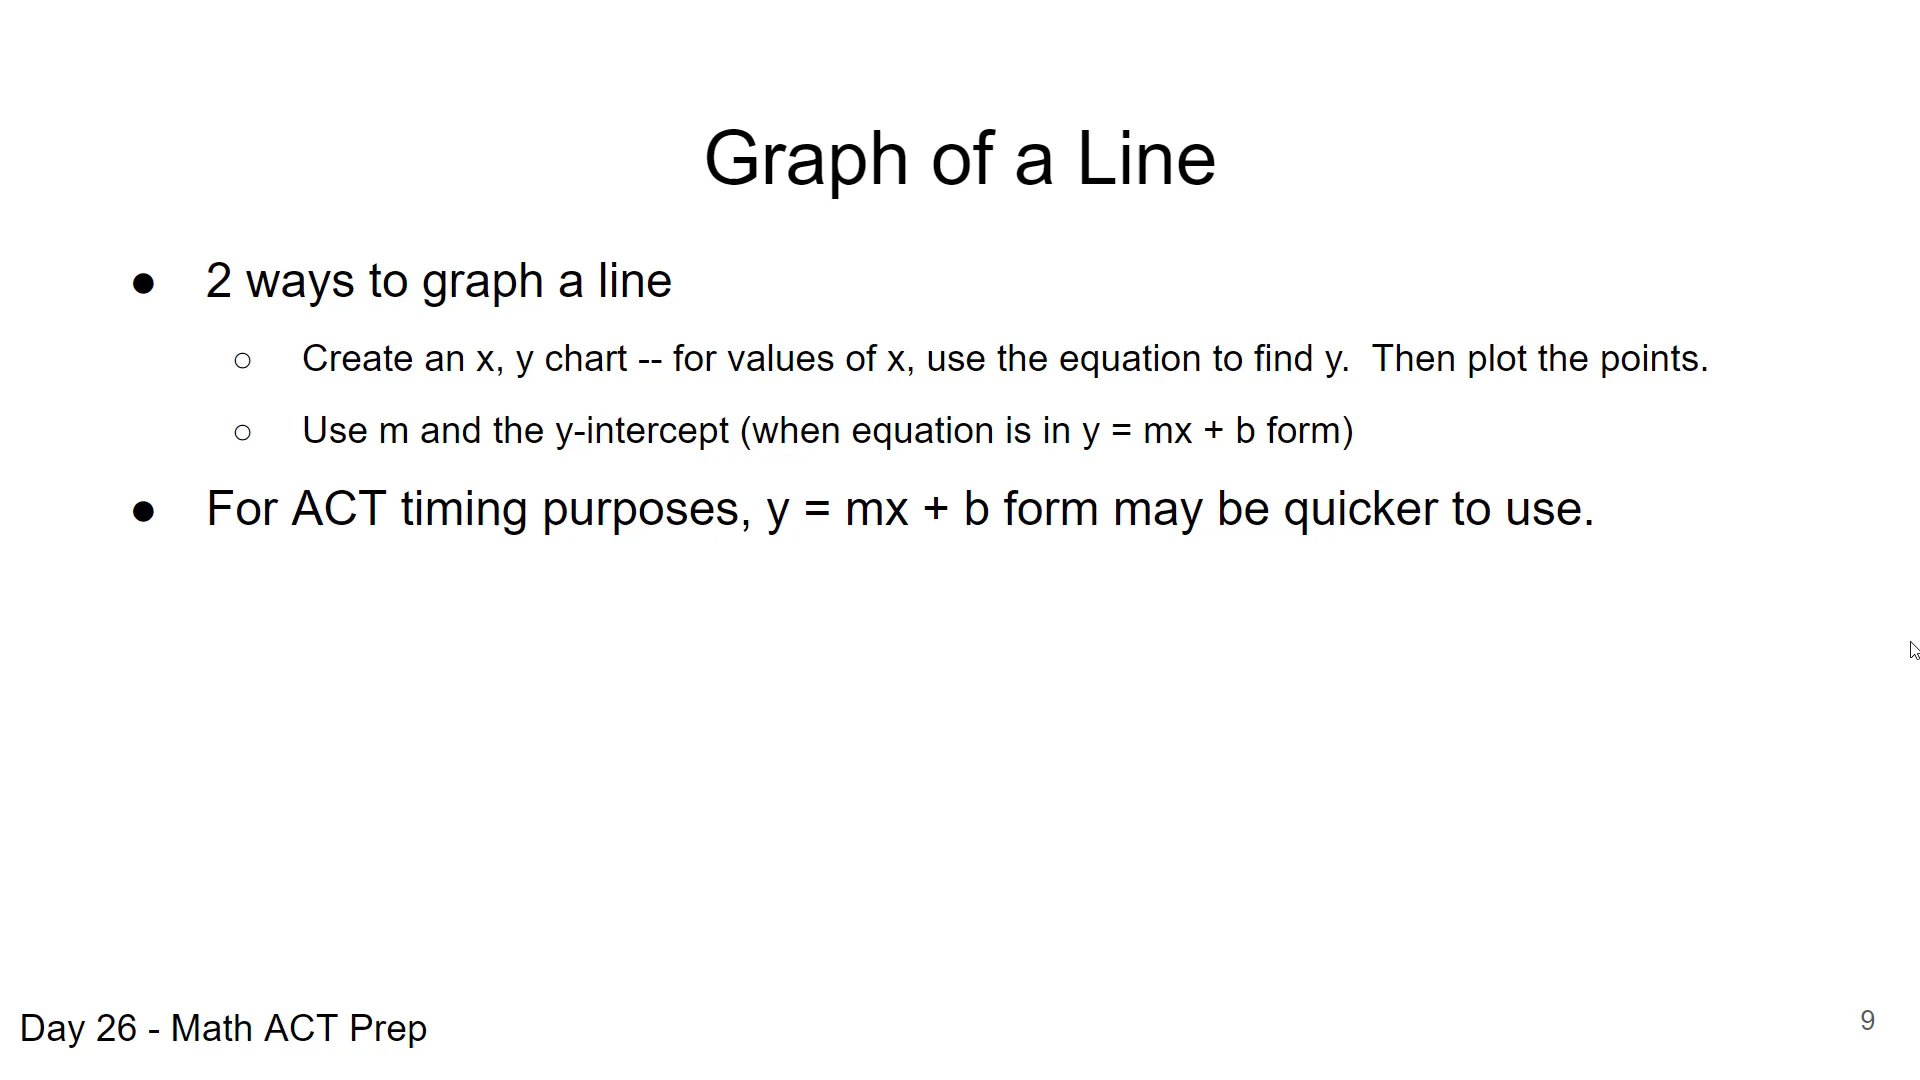 Graph of a Line
● 2 ways to graph a line
○ Create an x, y chart -- for values of x, use the equation to find y.  Then plot the points.
○ Use m and the y-intercept (when equation is in y = mx + b form)
● For ACT timing purposes, y = mx + b form may be quicker to use.
Day 26 - Math ACT Prep
9